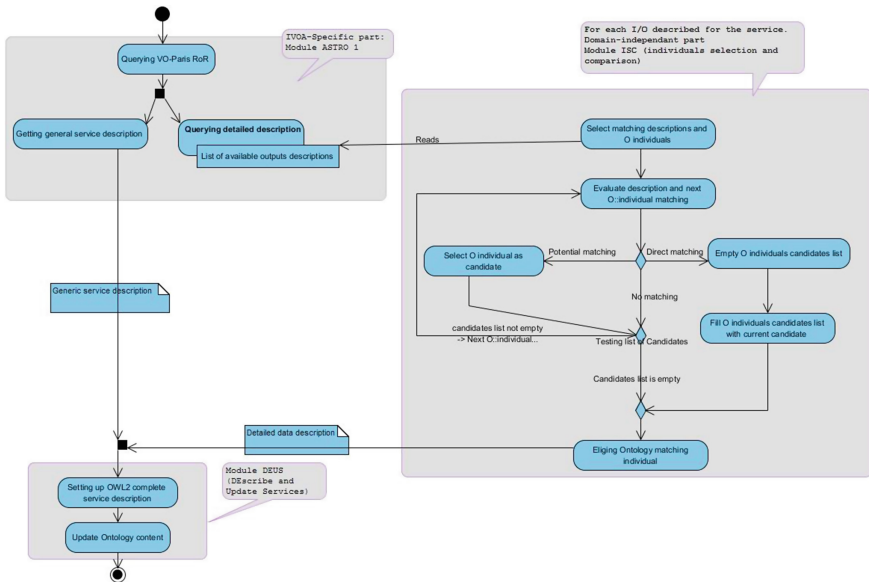 IVOA-Specific part:
Module ASTRO 1
For each I/O described for the service.
Domain-independant part
Module ISC (individuals selection and
comparison)
Querying VO-Paris RoR
Getting general service description
Querying detailed description
List of available outputs descriptions
Reads
Select matching descriptions and
O individuals
Evaluate description and next
O::individual matching
Select O individual as
candidate
Potential matching
Direct matching
Empty O individuals candidates list
No matching
Generic service description
candidates list not empty
-> Next O::individual...
Testing list of Candidates
Fill O individuals candidates list
with current candidate
Candidates list is empty
Detailed data description
Eliging Ontology matching
individual
Module DEUS
(DEscribe and
Update Services)
Setting up OWL2 complete
service description
Update Ontology content